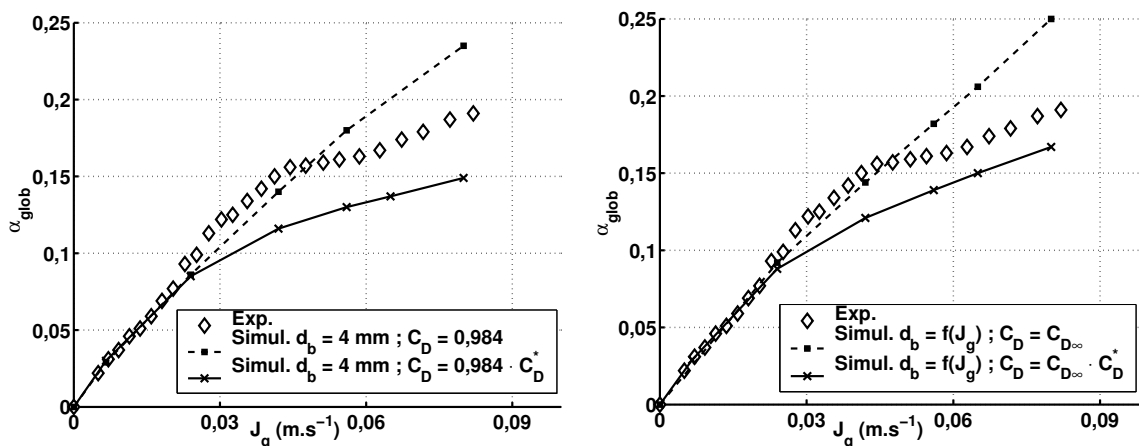 0,25
0,2
0,15
0,1
0,05
0
α_glob
0,03
0,06
0,09
J_g (m.s⁻¹)
Exp.
Simul. d_b = 4 mm ; C_D = 0,984
Simul. d_b = 4 mm ; C_D = 0,984 · C_D^*
0,25
0,2
0,15
0,1
0,05
0
α_glob
0,03
0,06
0,09
J_g (m.s⁻¹)
Exp.
Simul. d_b = f(J_g) ; C_D = C_D∞
Simul. d_b = f(J_g) ; C_D = C_D∞ · C_D^*